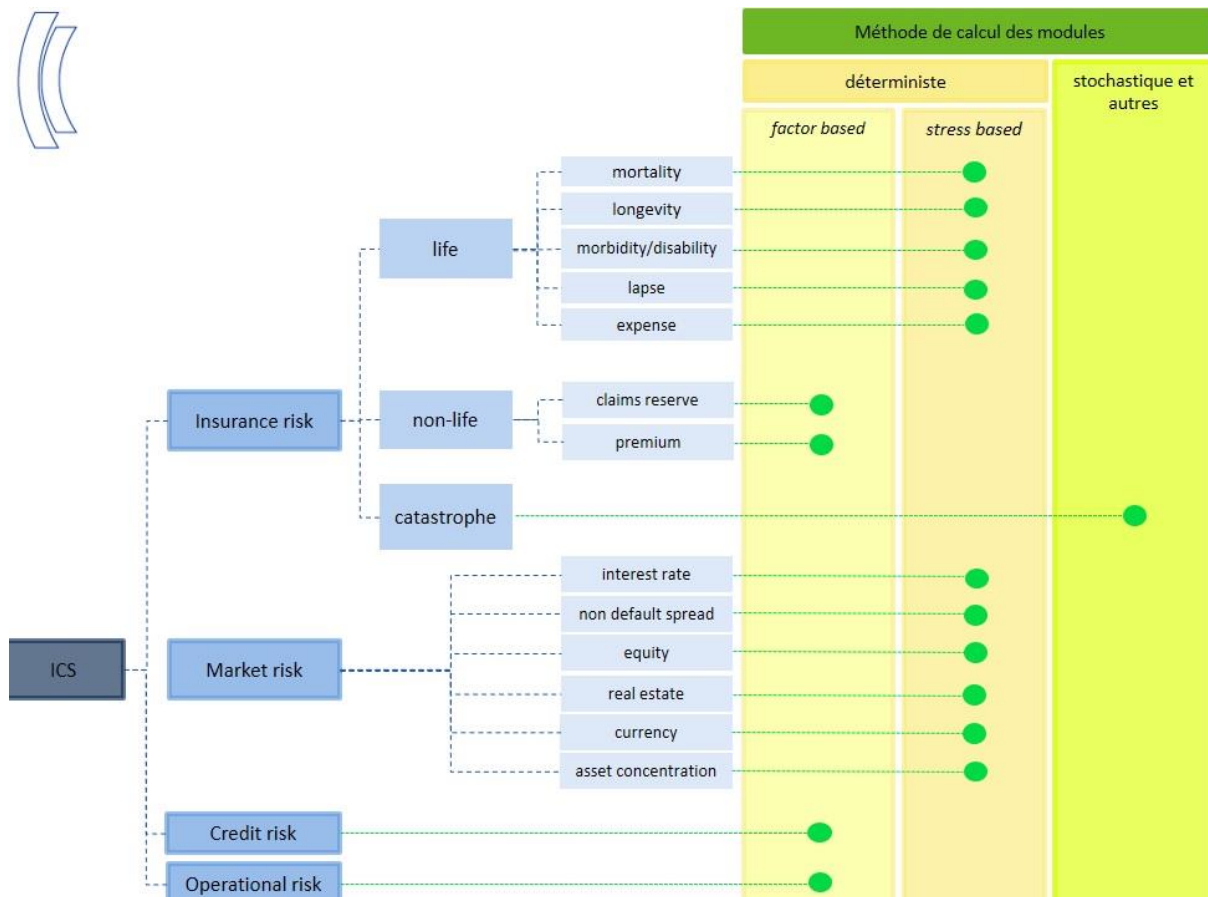 Méthode de calcul des modules
déterministe
stochastique et
autres
factor based
stress based
mortality
longevity
life
morbidity/disability
lapse
expense
claims reserve
Insurance risk
non-life
premium
catastrophe
interest rate
non default spread
equity
ICS
Market risk
real estate
currency
asset concentration
Credit risk
Operational risk